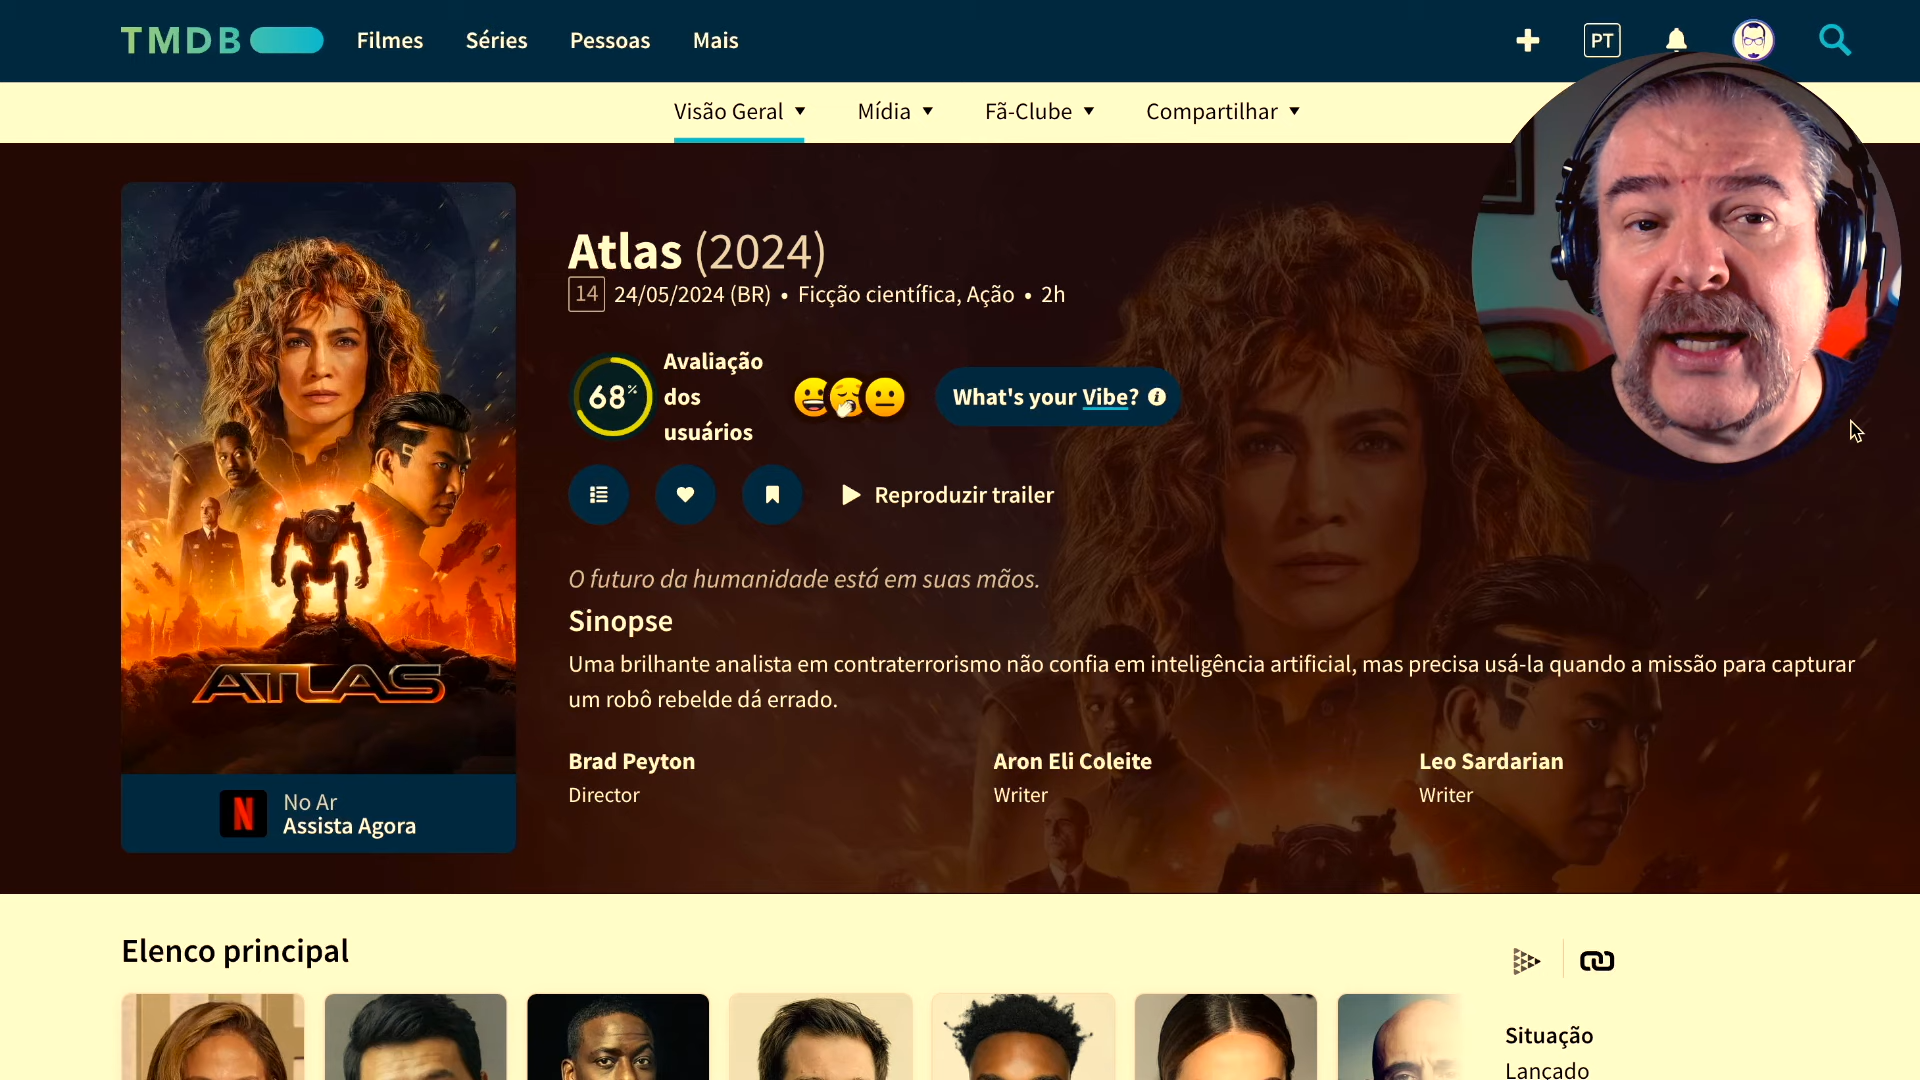 TMDB
Filmes
Séries
Pessoas
Mais
PT
Visão Geral
Mídia
Fã-Clube
Compartilhar
ATLAS
No Ar
Assista Agora
Atlas (2024)
14 24/05/2024 (BR) • Ficção científica, Ação • 2h
68%
Avaliação
dos
usuários
What's your Vibe?
Reproduzir trailer
O futuro da humanidade está em suas mãos.
Sinopse
Uma brilhante analista em contraterrorismo não confia em inteligência artificial, mas precisa usá-la quando a missão para capturar
um robô rebelde dá errado.
Brad Peyton
Director
Aron Eli Coleite
Writer
Leo Sardarian
Writer
Elenco principal
Situação
Lançado